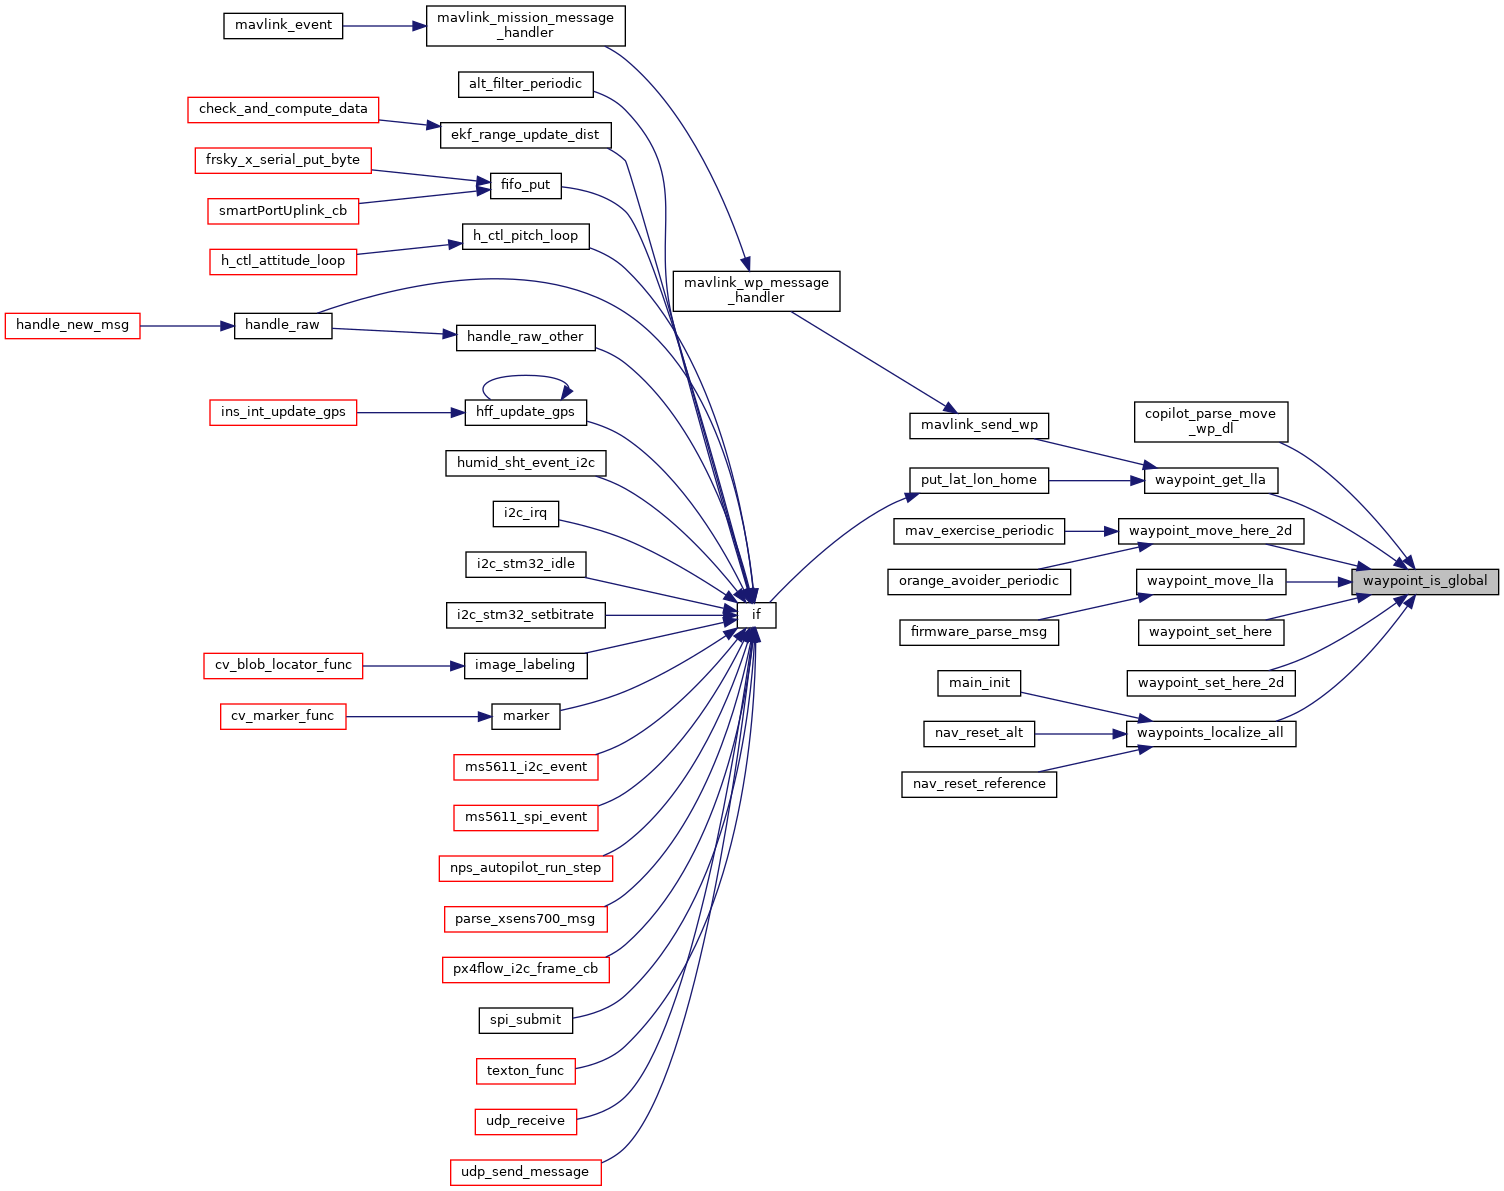 mavlink_event
mavlink_mission_message
_handler
alt_filter_periodic
check_and_compute_data
ekf_range_update_dist
frsky_x_serial_put_byte
fifo_put
smartPortUplink_cb
h_ctl_pitch_loop
h_ctl_attitude_loop
mavlink_wp_message
_handler
handle_new_msg
handle_raw
handle_raw_other
ins_int_update_gps
hff_update_gps
humid_sht_event_i2c
i2c_irq
i2c_stm32_idle
i2c_stm32_setbitrate
if
cv_blob_locator_func
image_labeling
cv_marker_func
marker
ms5611_i2c_event
ms5611_spi_event
nps_autopilot_run_step
parse_xsens700_msg
px4flow_i2c_frame_cb
spi_submit
texton_func
udp_receive
udp_send_message
mavlink_send_wp
put_lat_lon_home
mav_exercise_periodic
orange_avoider_periodic
firmware_parse_msg
main_init
nav_reset_alt
nav_reset_reference
copilot_parse_move
_wp_dl
waypoint_get_lla
waypoint_move_here_2d
waypoint_move_lla
waypoint_set_here
waypoint_set_here_2d
waypoints_localize_all
waypoint_is_global